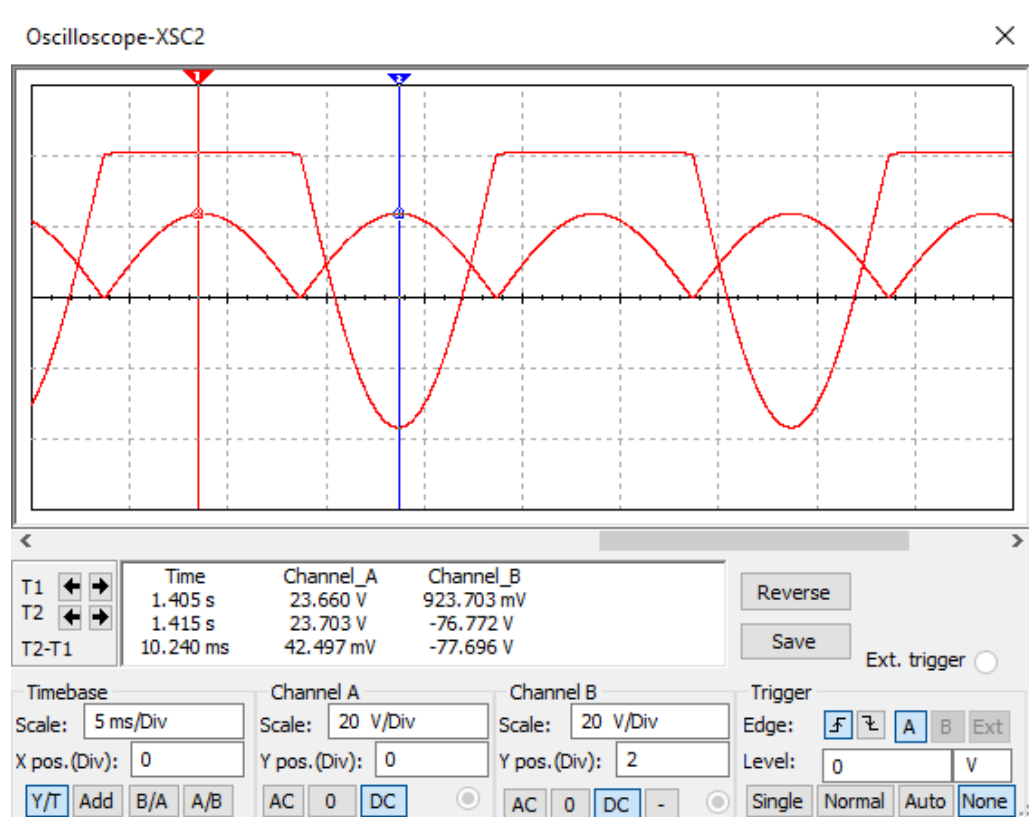 Oscilloscope-XSC2
1
2
T1
T2
T2-T1
Time Channel_A Channel_B
1.405 s 23.660 V 923.703 mV
1.415 s 23.703 V -76.772 V
10.240 ms 42.497 mV -77.696 V
Reverse
Save
Ext. trigger
Timebase
Scale: 5 ms/Div
X pos.(Div): 0
Y/T Add B/A A/B
Channel A
Scale: 20 V/Div
Y pos.(Div): 0
AC 0 DC
Channel B
Scale: 20 V/Div
Y pos.(Div): 2
AC 0 DC -
Trigger
Edge: A B Ext
Level: 0 V
Single Normal Auto None